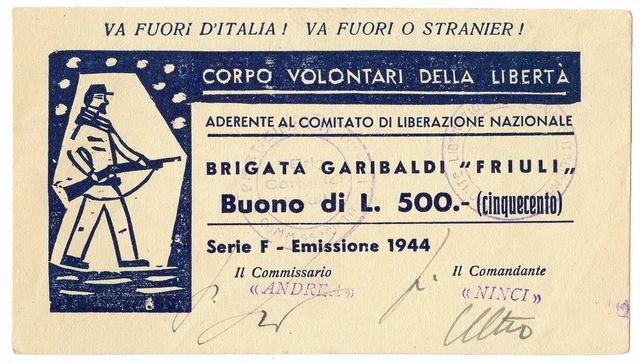 VA FUORI D'ITALIA! VA FUORI O STRANIER!
CORPO VOLONTARI DELLA LIBERTÀ
ADERENTE AL COMITATO DI LIBERAZIONE NAZIONALE
BRIGATA GARIBALDI "FRIULI„
Buono di L. 500.- (cinquecento)
Serie F - Emissione 1944
Il Commissario Il Comandante
«ANDREA» «NINCI»